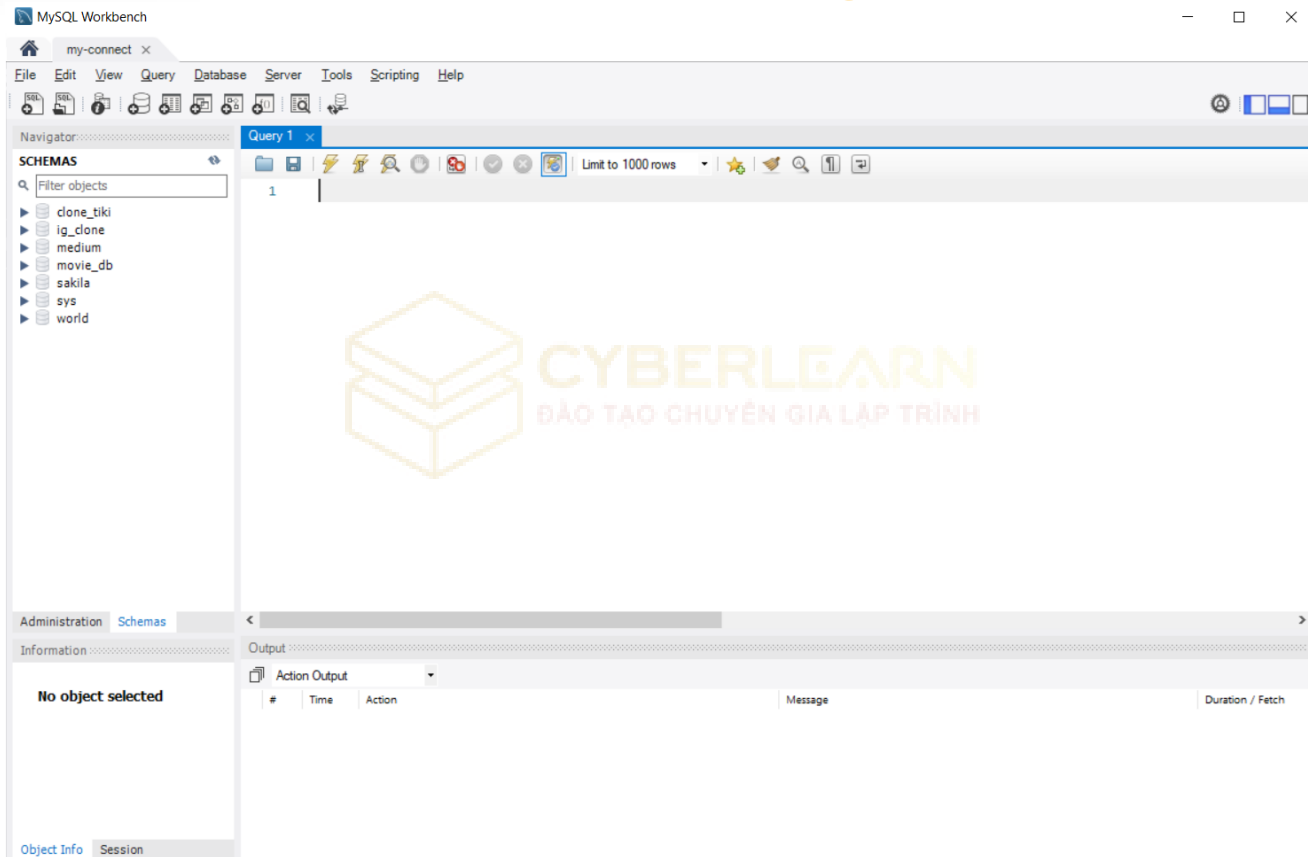 MySQL Workbench
my-connect
File Edit View Query Database Server Tools Scripting Help
Navigator
SCHEMAS
Filter objects
clone_tiki
ig_clone
medium
movie_db
sakila
sys
world
Administration Schemas
Information
No object selected
Object Info Session
Query 1
Limit to 1000 rows
1
CYBERLEARN
ĐÀO TẠO CHUYÊN GIA LẬP TRÌNH
Output
Action Output
# Time Action Message Duration / Fetch